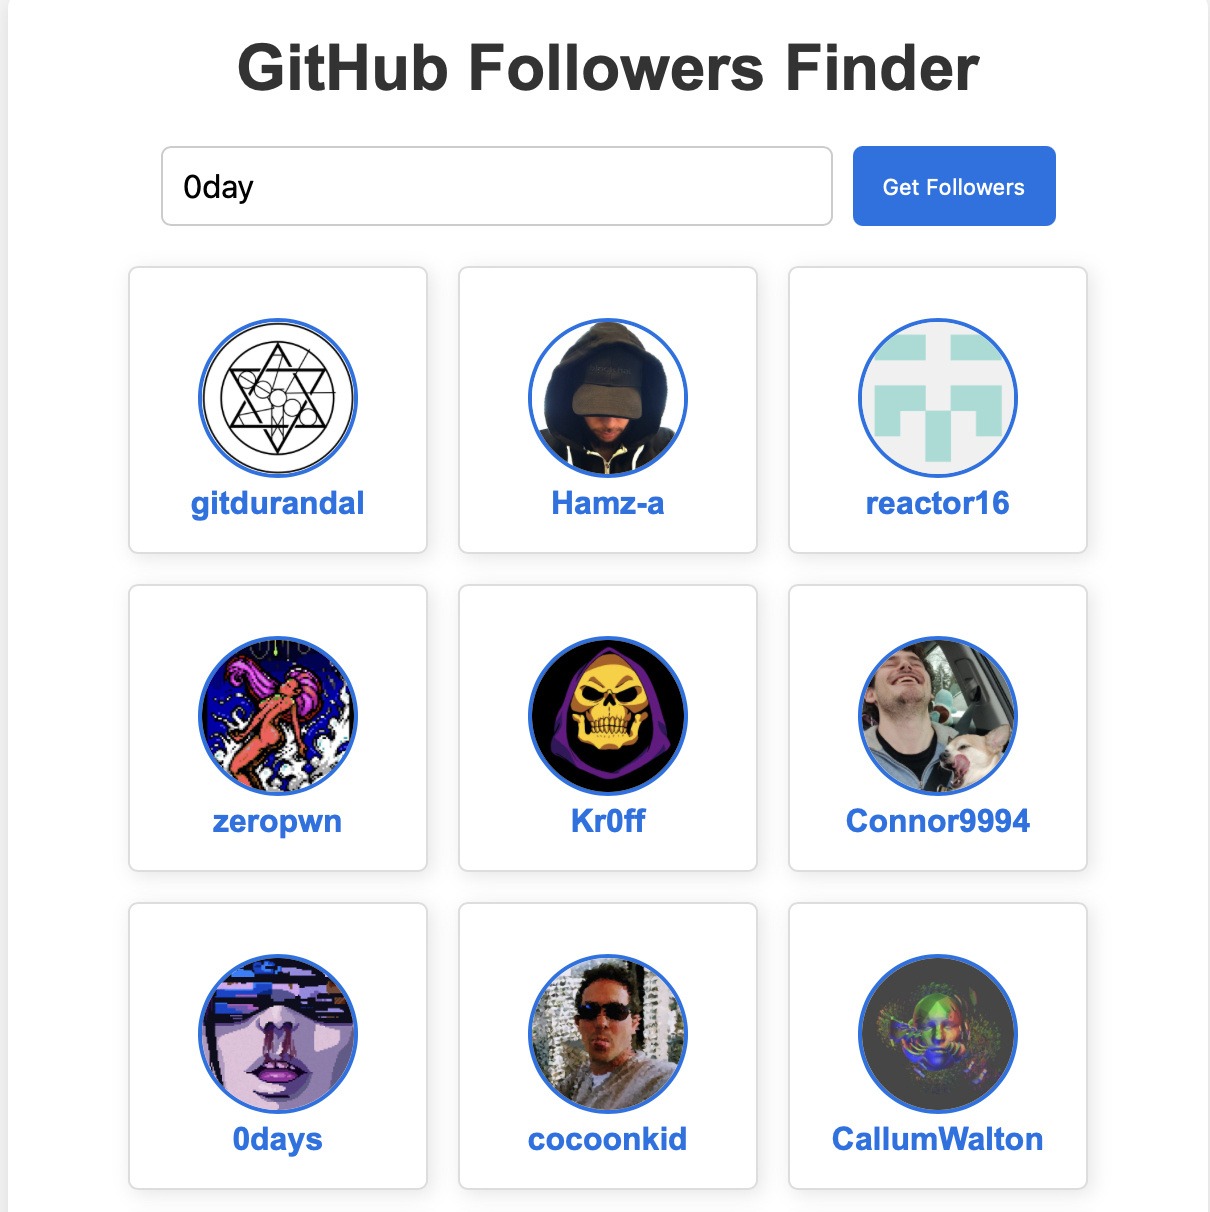 GitHub Followers Finder
0day
Get Followers
gitdurandal
Hamz-a
reactor16
zeropwn
Kr0ff
Connor9994
0days
cocoonkid
CallumWalton